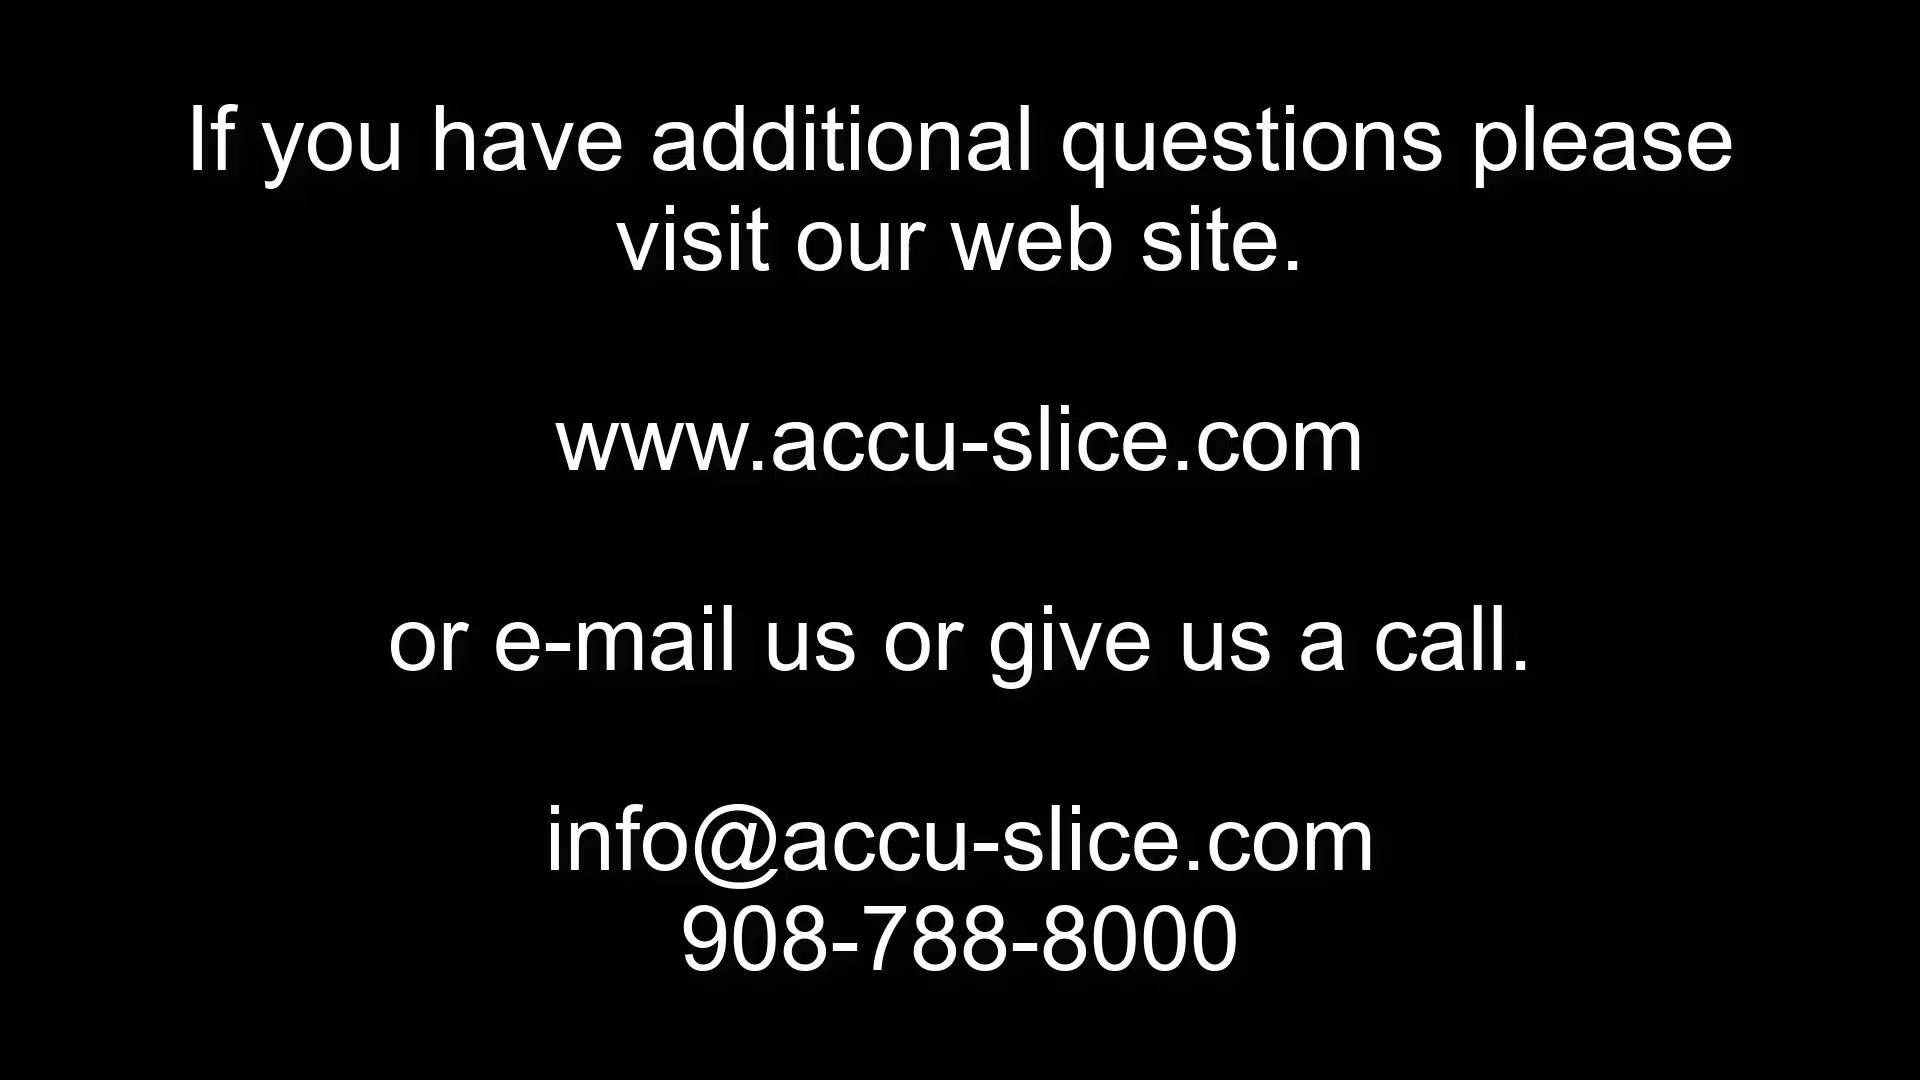 If you have additional questions please
visit our web site.
www.accu-slice.com
or e-mail us or give us a call.
info@accu-slice.com
908-788-8000